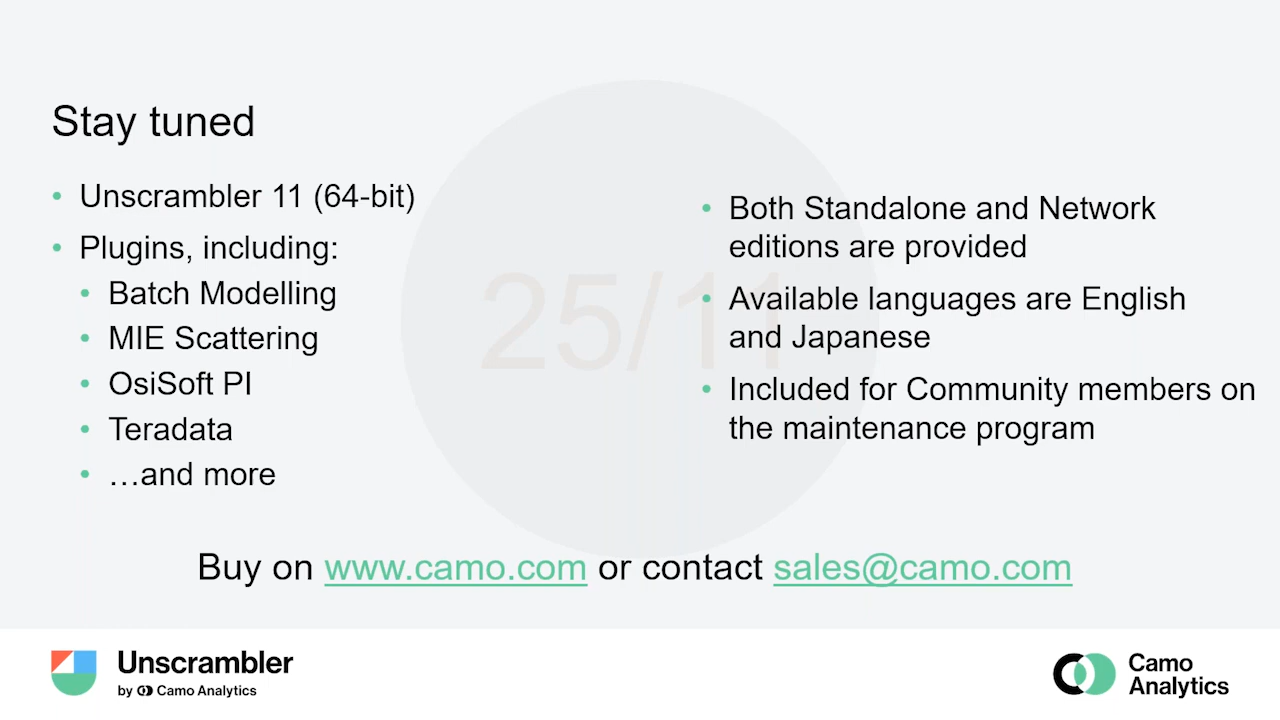 Stay tuned
• Unscrambler 11 (64-bit)
• Plugins, including:
• Batch Modelling
• MIE Scattering
• OsiSoft PI
• Teradata
• …and more
• Both Standalone and Network
editions are provided
• Available languages are English
and Japanese
• Included for Community members on
the maintenance program
25/11
Buy on www.camo.com or contact sales@camo.com
Unscrambler
by Camo Analytics
Camo
Analytics